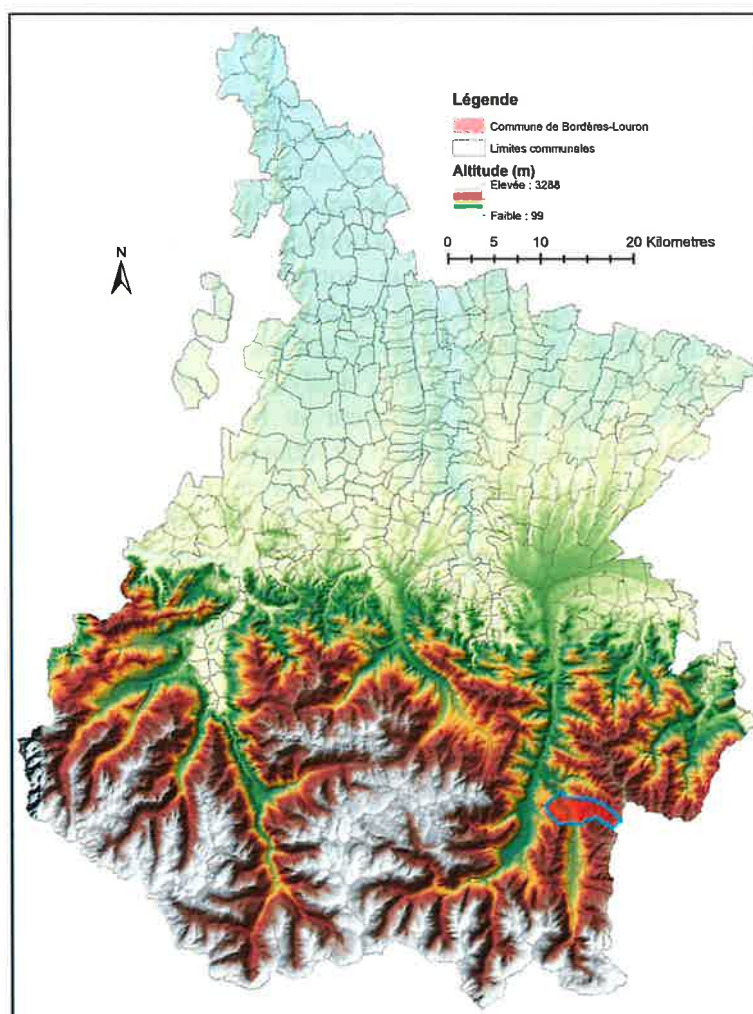 Légende
Commune de Bordères-Louron
Limites communales
Altitude (m)
Elevée : 3288
Faible : 99
0 5 10 20 Kilometres
N